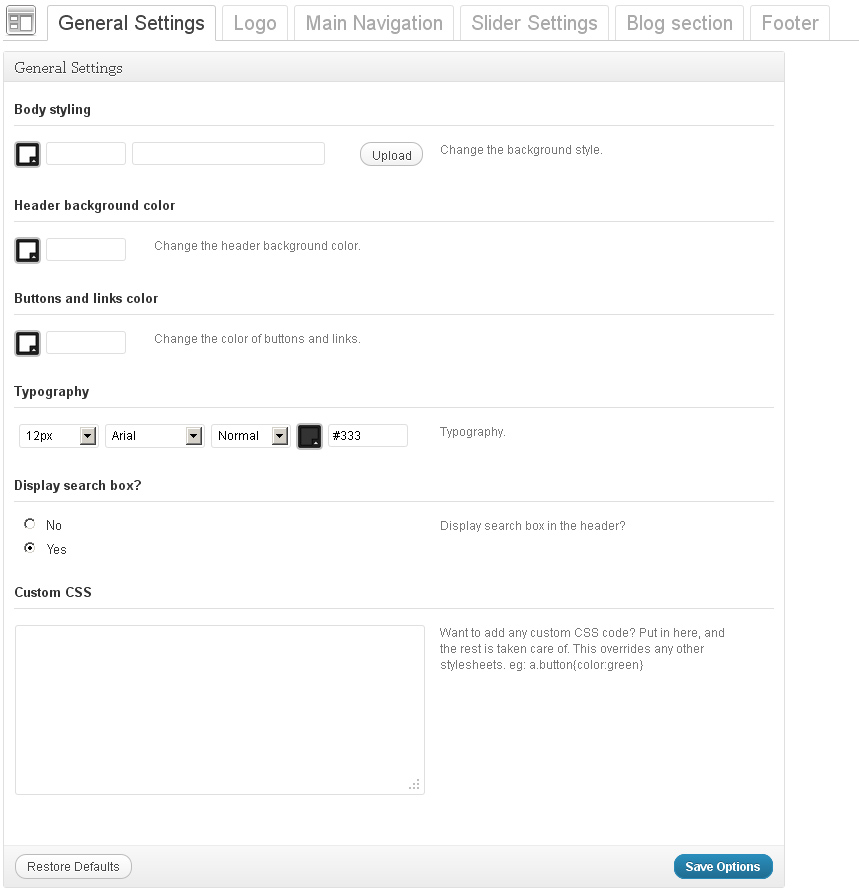 General Settings Logo Main Navigation Slider Settings Blog section Footer
General Settings
Body styling
Upload Change the background style.
Header background color
Change the header background color.
Buttons and links color
Change the color of buttons and links.
Typography
12px Arial Normal #333 Typography.
Display search box?
No Display search box in the header?
Yes
Custom CSS
Want to add any custom CSS code? Put in here, and
the rest is taken care of. This overrides any other
stylesheets. eg: a.button{color:green}
Restore Defaults Save Options